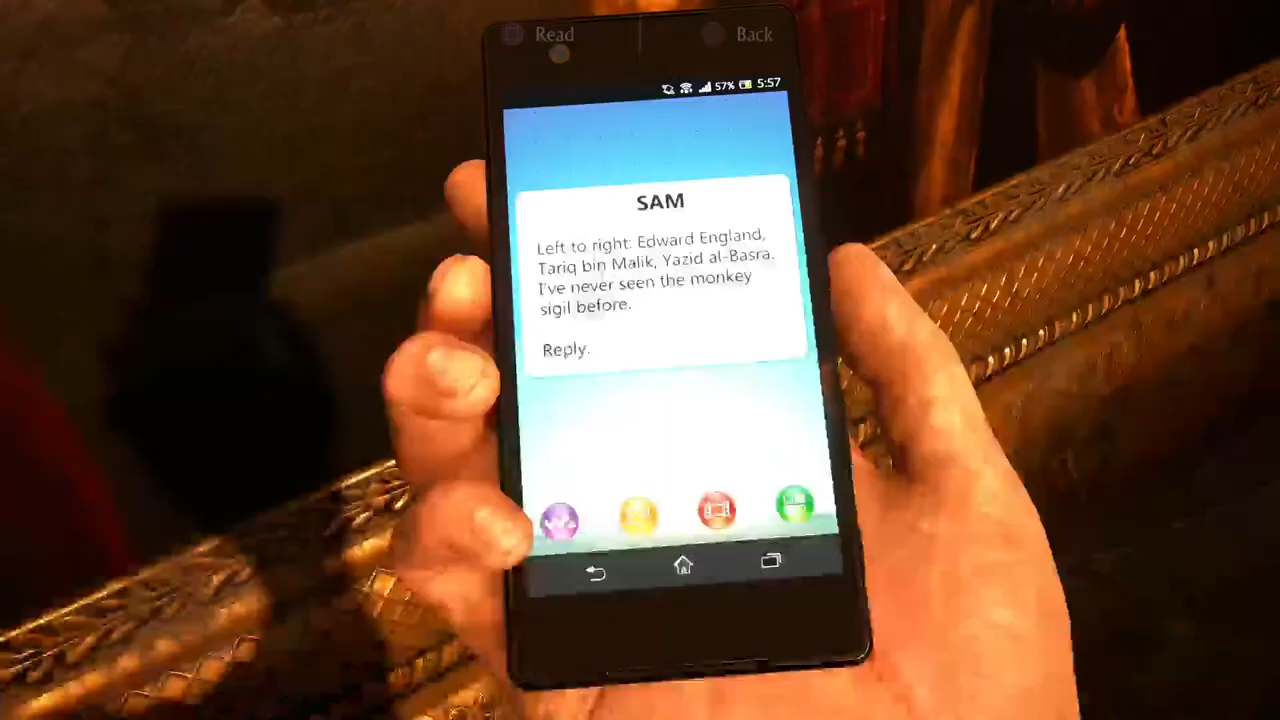 Read Back
57% 5:57
SAM
Left to right: Edward England,
Tariq bin Malik, Yazid al-Basra.
I've never seen the monkey
sigil before.
Reply.